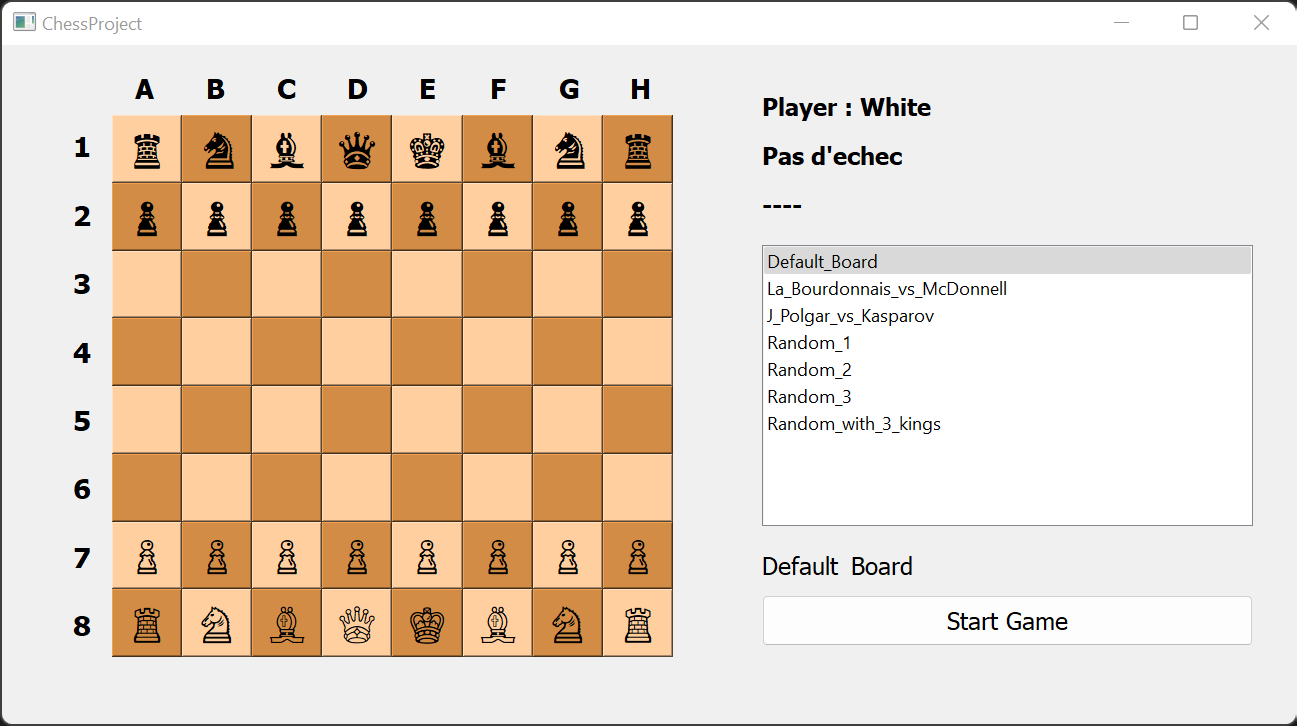 ChessProject
A B C D E F G H
1
2
3
4
5
6
7
8
Player : White
Pas d'echec
----
Default_Board
La_Bourdonnais_vs_McDonnell
J_Polgar_vs_Kasparov
Random_1
Random_2
Random_3
Random_with_3_kings
Default Board
Start Game